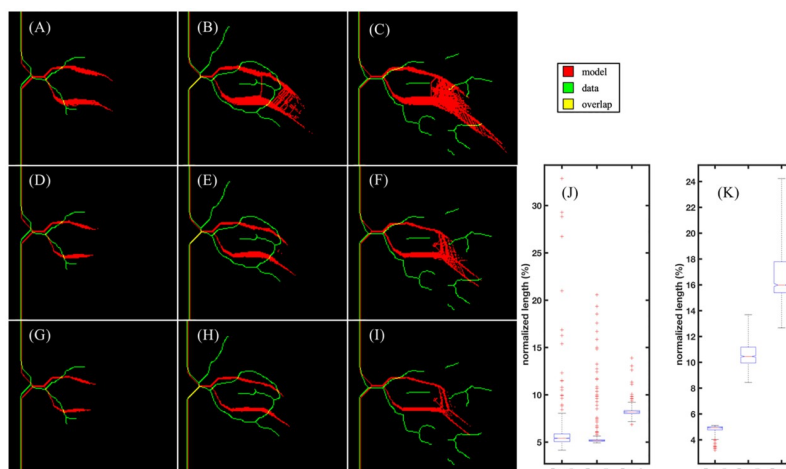 (A)
(B)
(C)
model
data
overlap
(D)
(E)
(F)
(G)
(H)
(I)
(J)
normalized length (%)
30
25
20
15
10
5
(K)
normalized length (%)
24
22
20
18
16
14
12
10
8
6
4